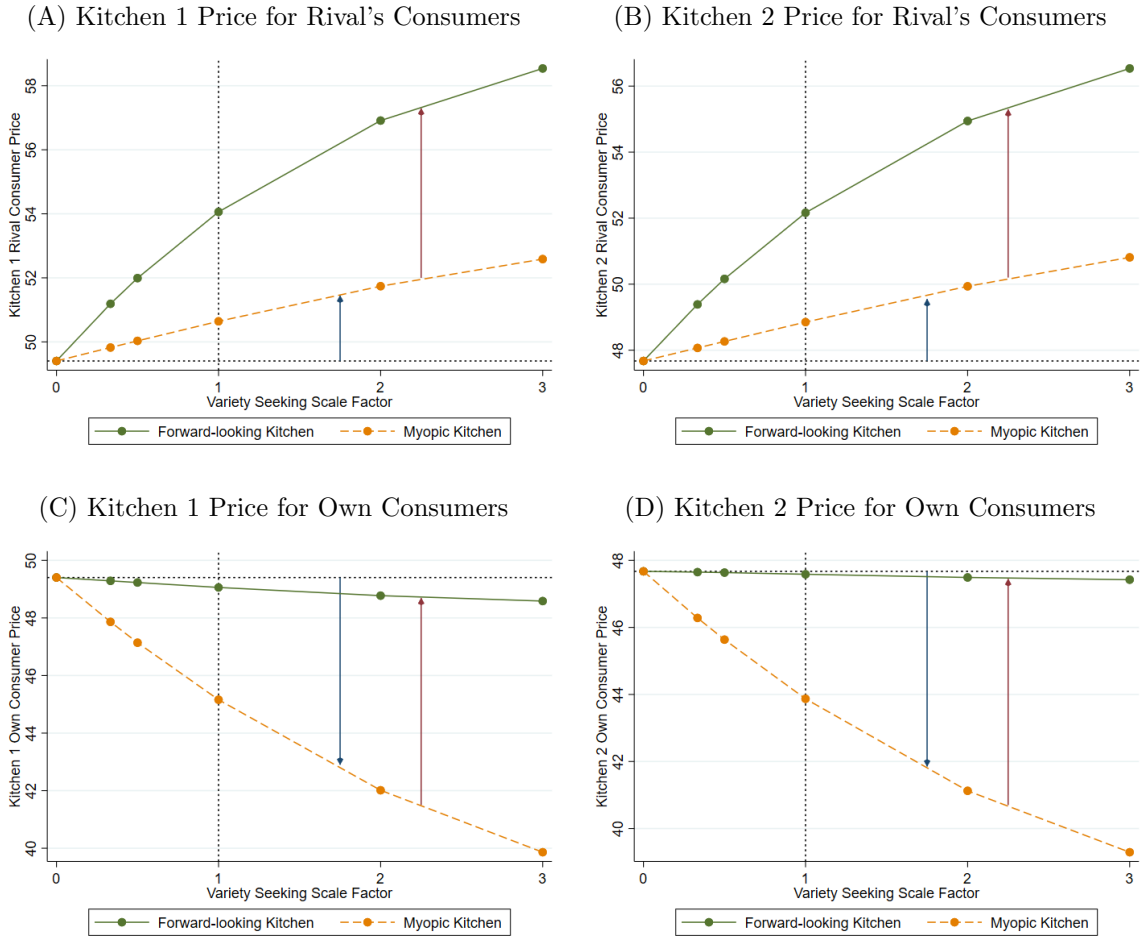 (A) Kitchen 1 Price for Rival's Consumers
Kitchen 1 Rival Consumer Price
58
56
54
52
50
0
1
2
3
Variety Seeking Scale Factor
Forward-looking Kitchen
Myopic Kitchen
(B) Kitchen 2 Price for Rival's Consumers
Kitchen 2 Rival Consumer Price
56
54
52
50
48
0
1
2
3
Variety Seeking Scale Factor
Forward-looking Kitchen
Myopic Kitchen
(C) Kitchen 1 Price for Own Consumers
Kitchen 1 Own Consumer Price
50
48
46
44
42
40
0
1
2
3
Variety Seeking Scale Factor
Forward-looking Kitchen
Myopic Kitchen
(D) Kitchen 2 Price for Own Consumers
Kitchen 2 Own Consumer Price
48
46
44
42
40
0
1
2
3
Variety Seeking Scale Factor
Forward-looking Kitchen
Myopic Kitchen